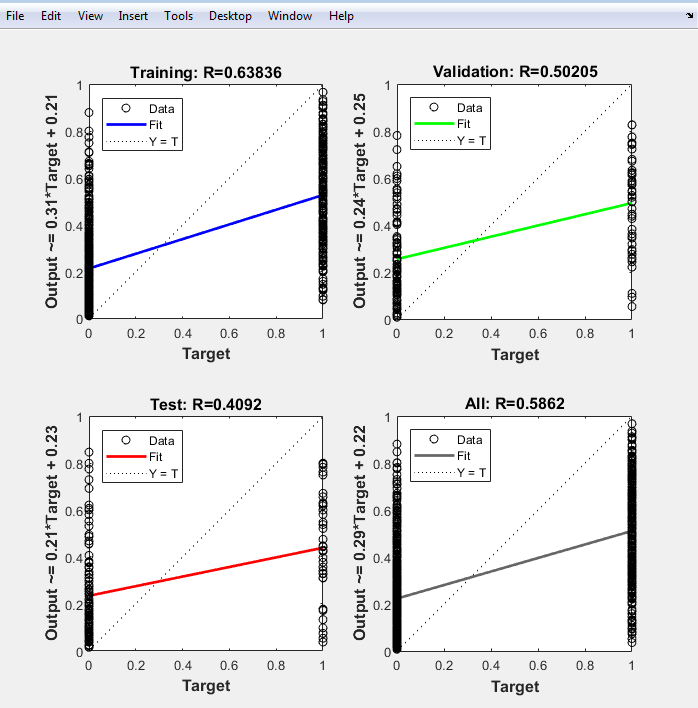 File Edit View Insert Tools Desktop Window Help
Training: R=0.63836
Output ~= 0.31*Target + 0.21
1
0.8
0.6
0.4
0.2
0
Data
Fit
Y = T
0 0.2 0.4 0.6 0.8 1
Target
Validation: R=0.50205
Output ~= 0.24*Target + 0.25
1
0.8
0.6
0.4
0.2
0
Data
Fit
Y = T
0 0.2 0.4 0.6 0.8 1
Target
Test: R=0.4092
Output ~= 0.21*Target + 0.23
1
0.8
0.6
0.4
0.2
0
Data
Fit
Y = T
0 0.2 0.4 0.6 0.8 1
Target
All: R=0.5862
Output ~= 0.29*Target + 0.22
1
0.8
0.6
0.4
0.2
0
Data
Fit
Y = T
0 0.2 0.4 0.6 0.8 1
Target